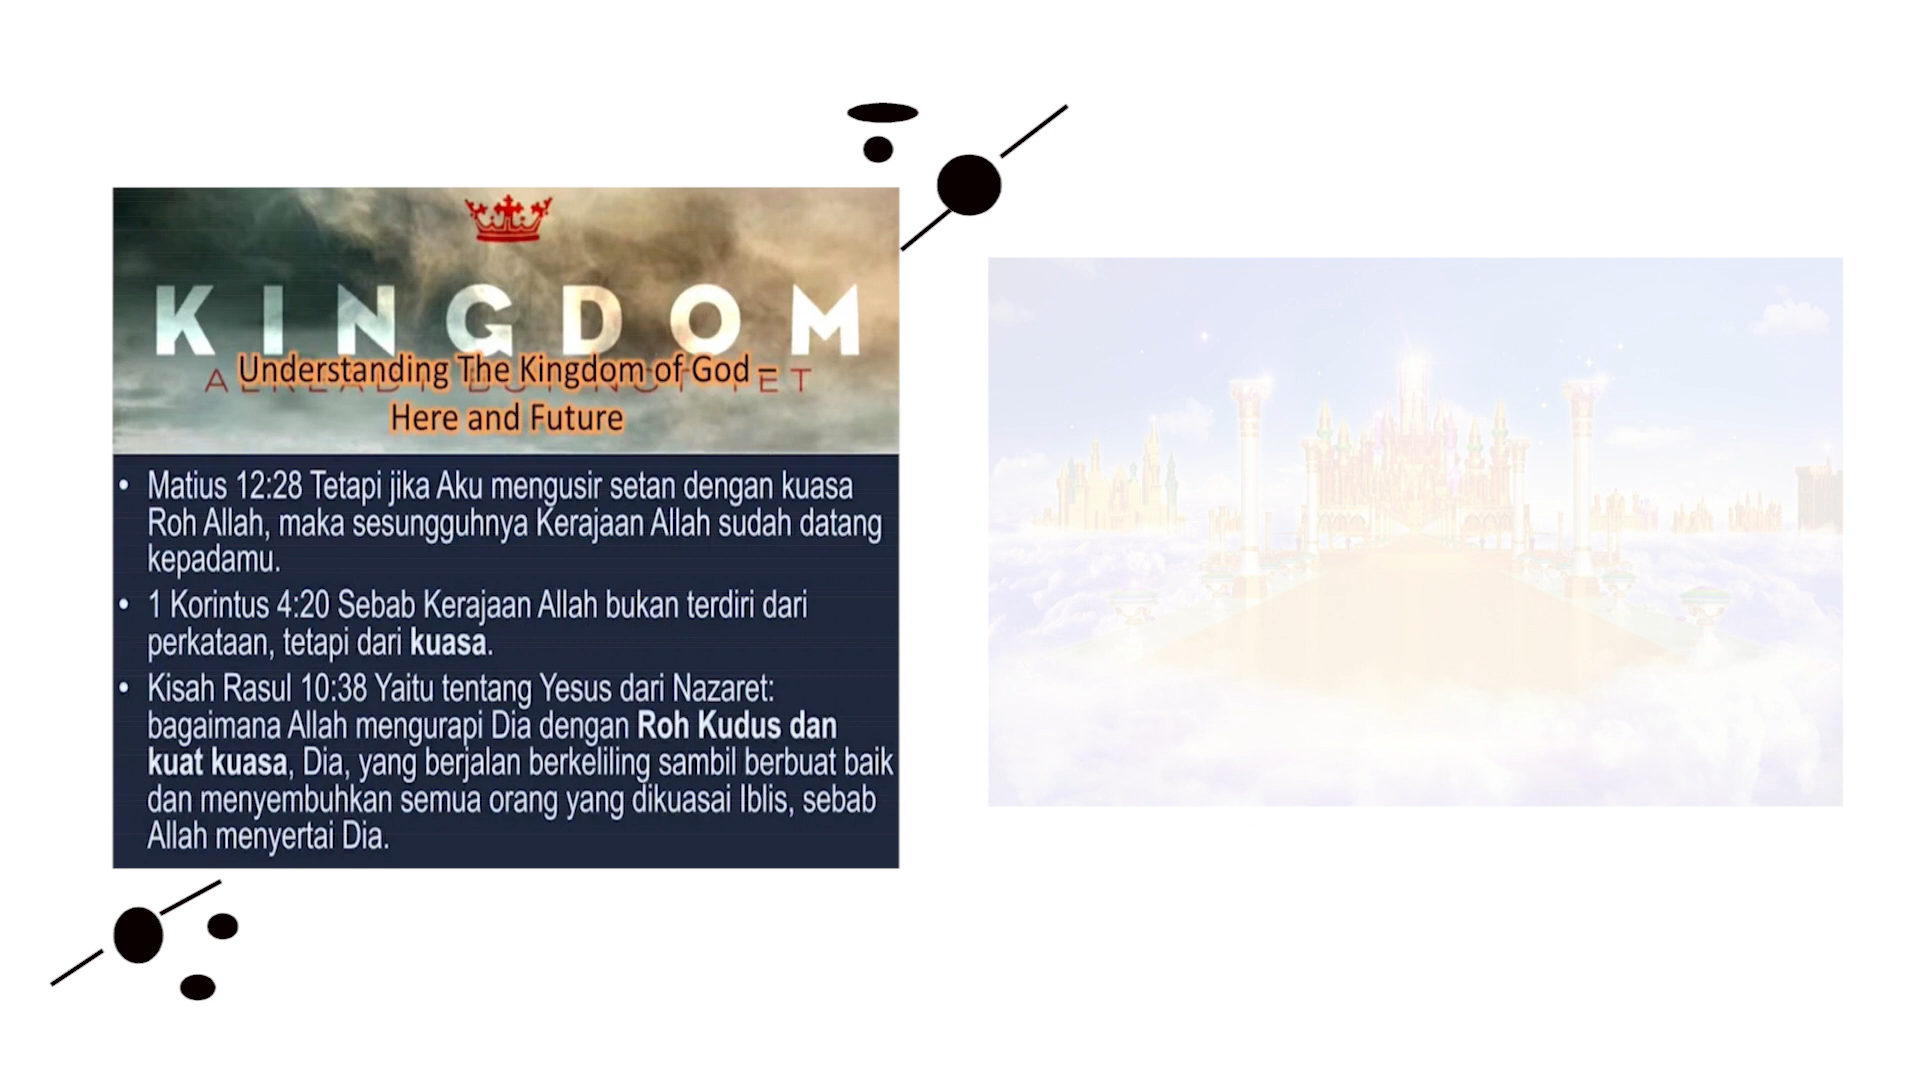 KINGDOM
ALREADY BUT NOT YET
Understanding The Kingdom of God –
Here and Future
• Matius 12:28 Tetapi jika Aku mengusir setan dengan kuasa
Roh Allah, maka sesungguhnya Kerajaan Allah sudah datang
kepadamu.
• 1 Korintus 4:20 Sebab Kerajaan Allah bukan terdiri dari
perkataan, tetapi dari kuasa.
• Kisah Rasul 10:38 Yaitu tentang Yesus dari Nazaret:
bagaimana Allah mengurapi Dia dengan Roh Kudus dan
kuat kuasa, Dia, yang berjalan berkeliling sambil berbuat baik
dan menyembuhkan semua orang yang dikuasai Iblis, sebab
Allah menyertai Dia.